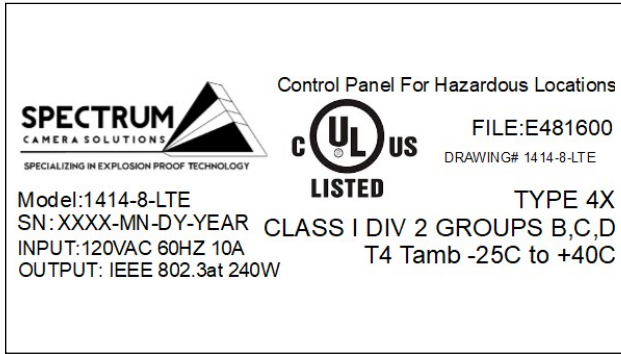 SPECTRUM
CAMERA SOLUTIONS
SPECIALIZING IN EXPLOSION PROOF TECHNOLOGY
Model:1414-8-LTE
SN: XXXX-MN-DY-YEAR
INPUT:120VAC 60HZ 10A
OUTPUT: IEEE 802.3at 240W
Control Panel For Hazardous Locations
C UL US
LISTED
FILE:E481600
DRAWING# 1414-8-LTE
TYPE 4X
CLASS I DIV 2 GROUPS B,C,D
T4 Tamb -25C to +40C